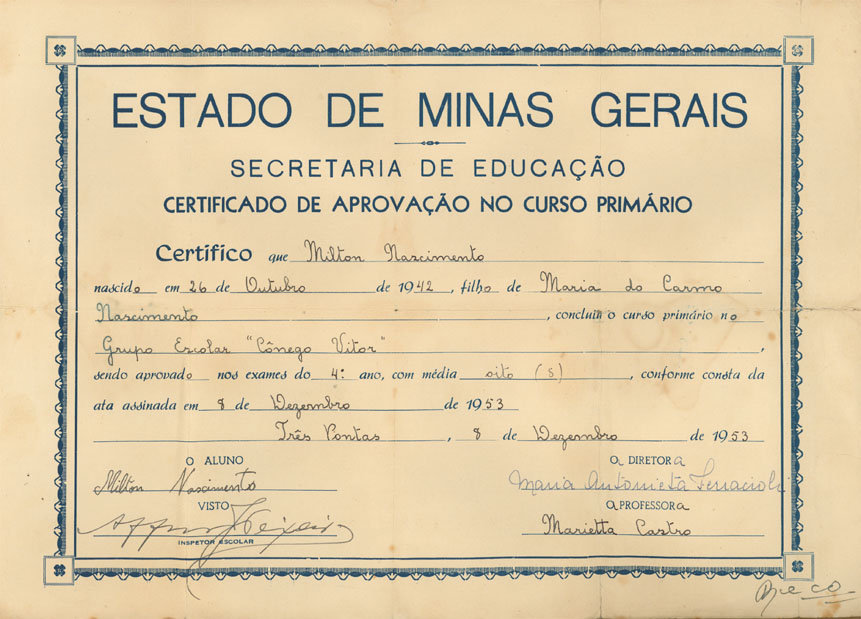 ESTADO DE MINAS GERAIS
SECRETARIA DE EDUCAÇÃO
CERTIFICADO DE APROVAÇÃO NO CURSO PRIMÁRIO
Certifico que Milton Nascimento
nascido em 26 de Outubro de 1942, filho de Maria do Carmo
Nascimento, concluiu o curso primário no
Grupo Escolar "Cônego Vitor",
sendo aprovado nos exames do 4.º ano, com média oito (8), conforme consta da
ata assinada em 8 de Dezembro de 1953
Três Pontas, 8 de Dezembro de 1953
O ALUNO
Milton Nascimento
VISTO
INSPETOR ESCOLAR
A DIRETORA
Maria Antonieta
A PROFESSORA
Marietta Castro